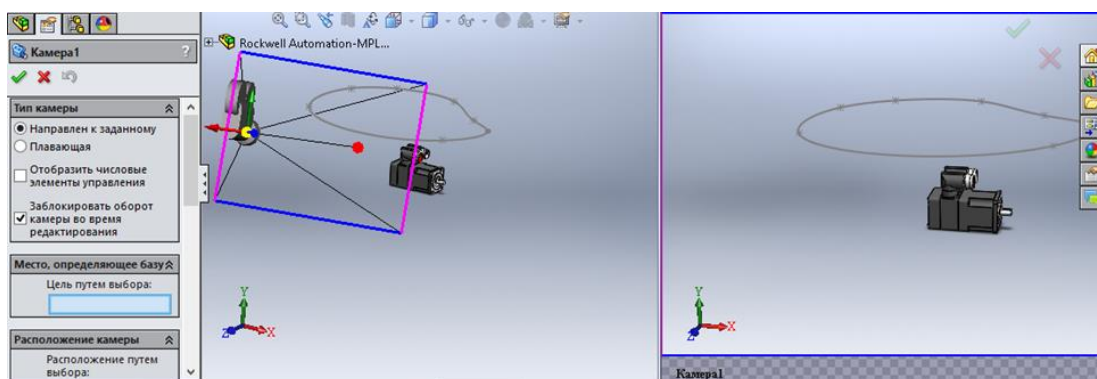 Камера1
?
Тип камеры
Направлен к заданному
Плавающая
Отобразить числовые
элементы управления
Заблокировать оборот
камеры во время
редактирования
Место, определяющее базу
Цель путем выбора:
Расположение камеры
Расположение путем
выбора:
Rockwell Automation-MPL...
Y
Z
X
Y
Z
X
Камера1